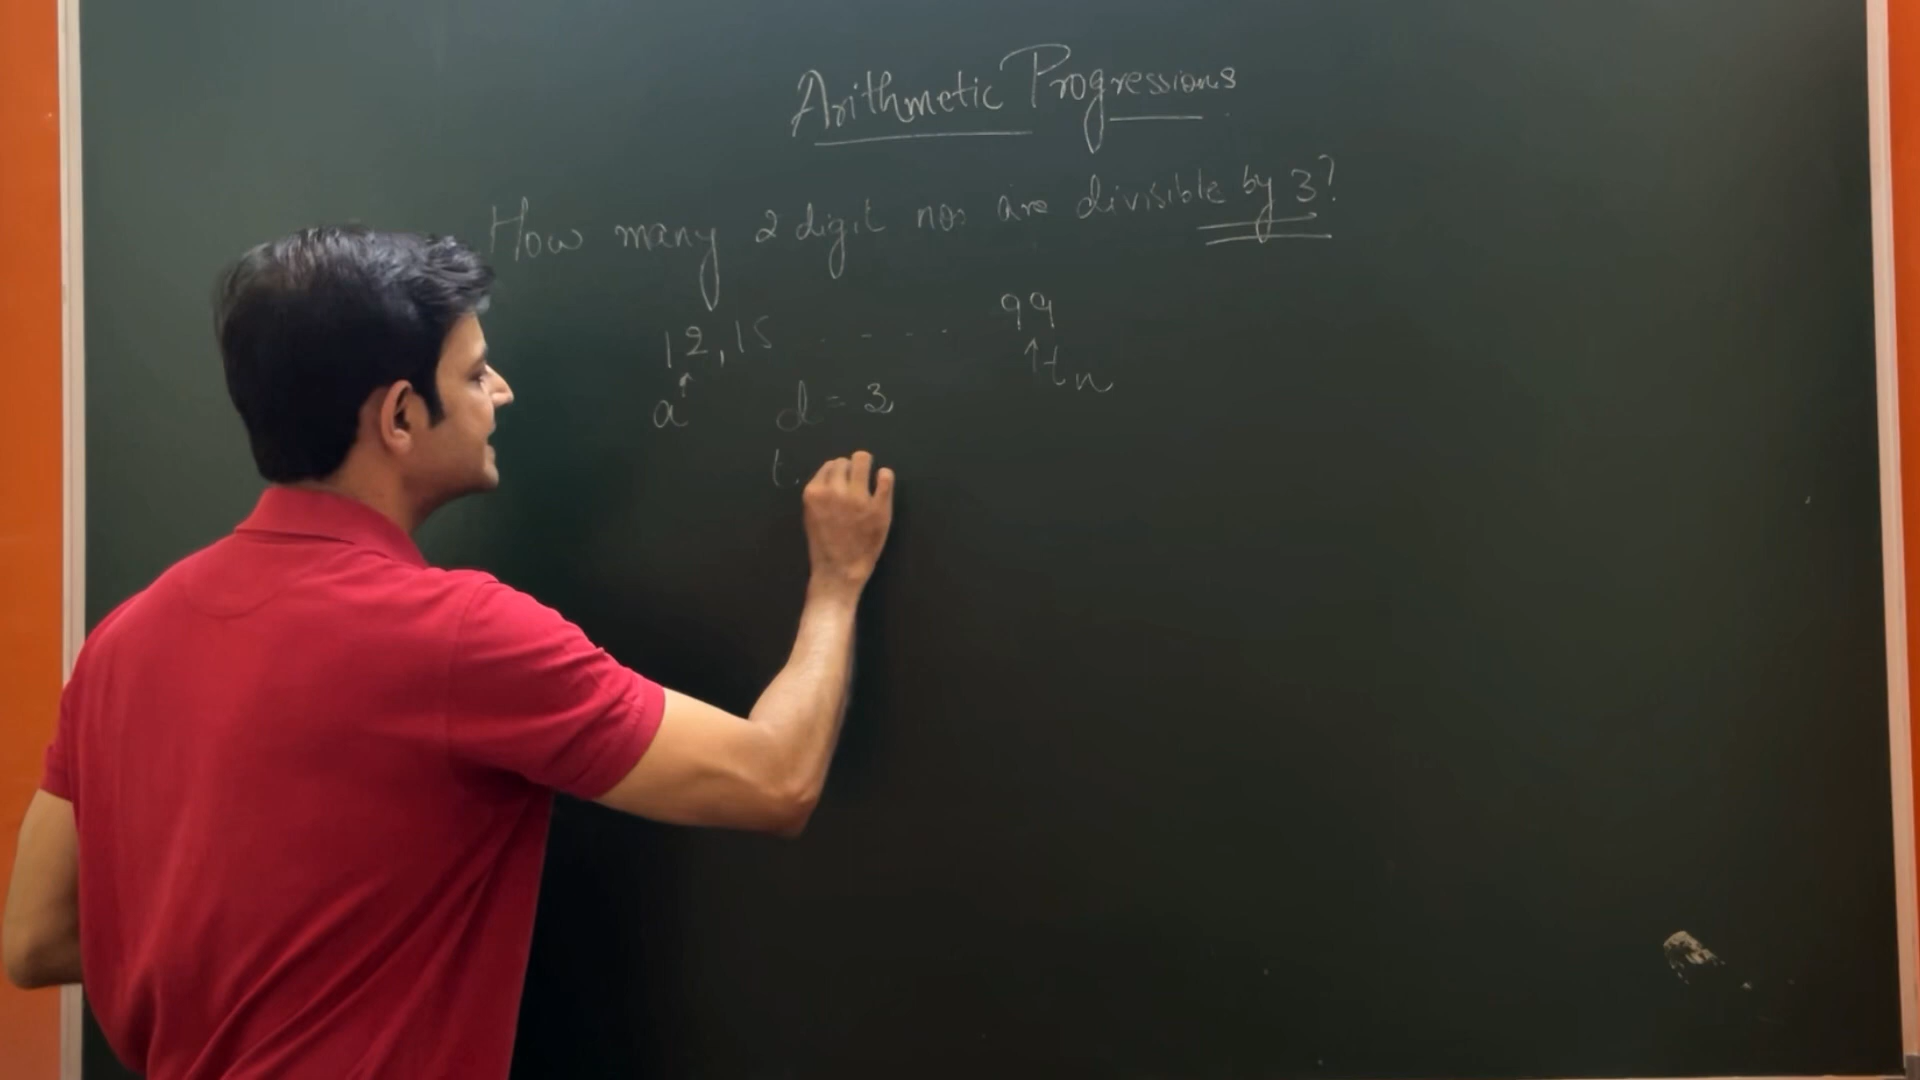 Arithmetic Progressions
How many 2 digit nos are divisible by 3?
12, 15 . - - - . 99
↑ ↑tn
a d = 3
t